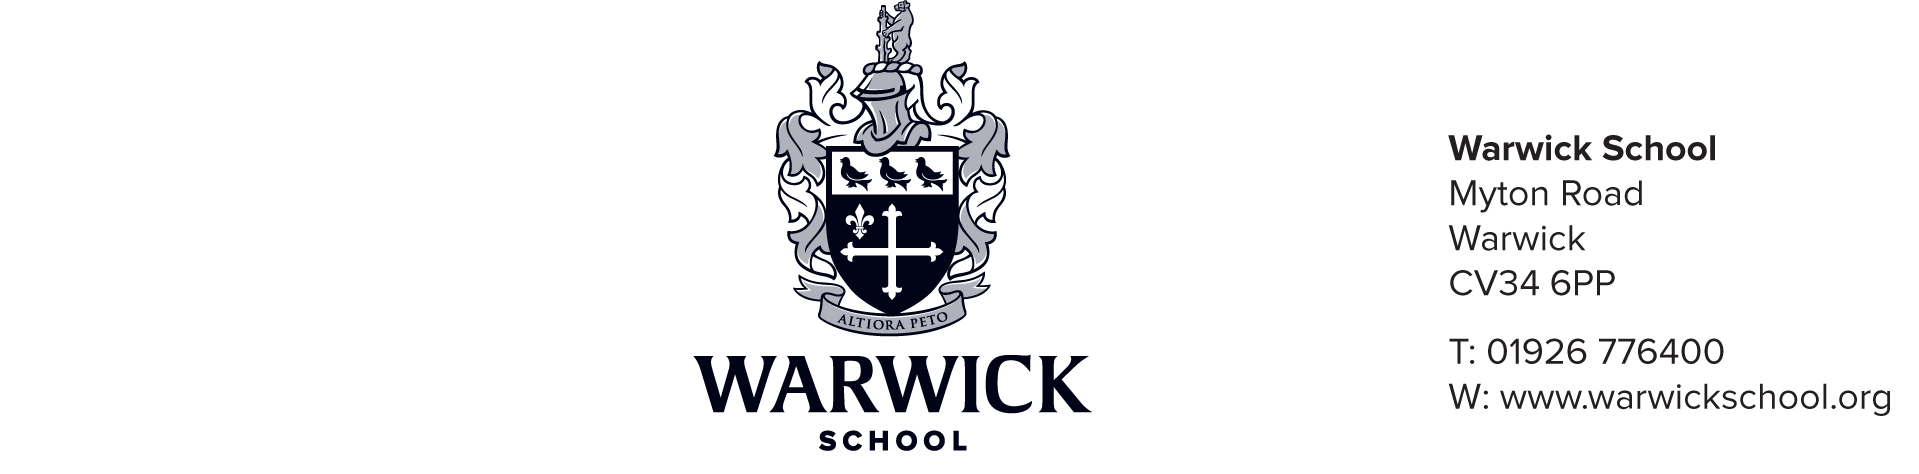 ALTIORA PETO
WARWICK
SCHOOL
Warwick School
Myton Road
Warwick
CV34 6PP
T: 01926 776400
W: www.warwickschool.org